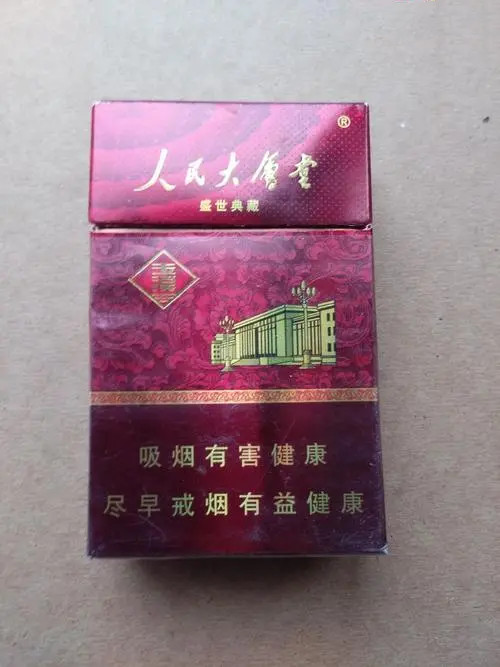 人民大會堂®
盛世典藏
吸烟有害健康
尽早戒烟有益健康